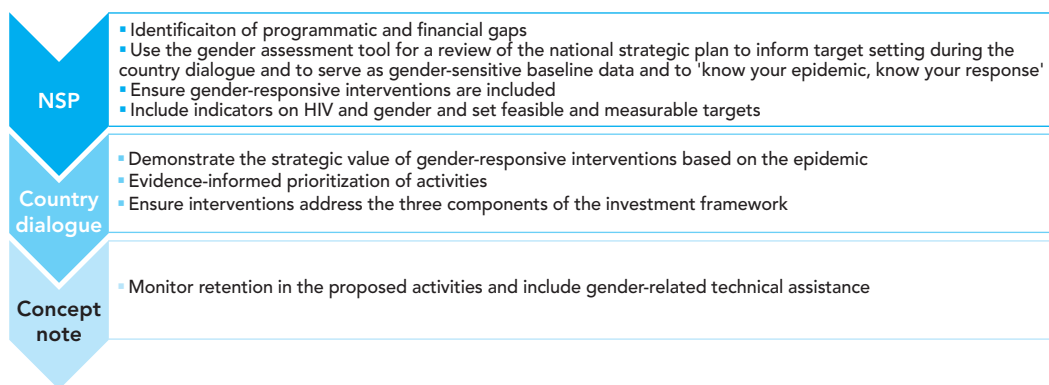 NSP
▪ Identificaiton of programmatic and financial gaps
▪ Use the gender assessment tool for a review of the national strategic plan to inform target setting during the
country dialogue and to serve as gender-sensitive baseline data and to 'know your epidemic, know your response'
▪ Ensure gender-responsive interventions are included
▪ Include indicators on HIV and gender and set feasible and measurable targets
Country
dialogue
▪ Demonstrate the strategic value of gender-responsive interventions based on the epidemic
▪ Evidence-informed prioritization of activities
▪ Ensure interventions address the three components of the investment framework
Concept
note
▪ Monitor retention in the proposed activities and include gender-related technical assistance